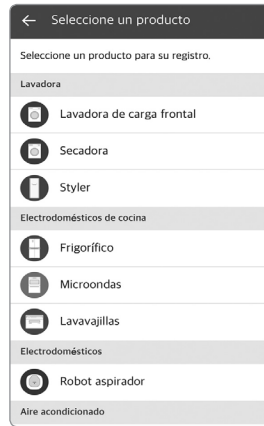 Seleccione un producto
Seleccione un producto para su registro.
Lavadora
Lavadora de carga frontal
Secadora
Styler
Electrodomésticos de cocina
Frigorífico
Microondas
Lavavajillas
Electrodomésticos
Robot aspirador
Aire acondicionado